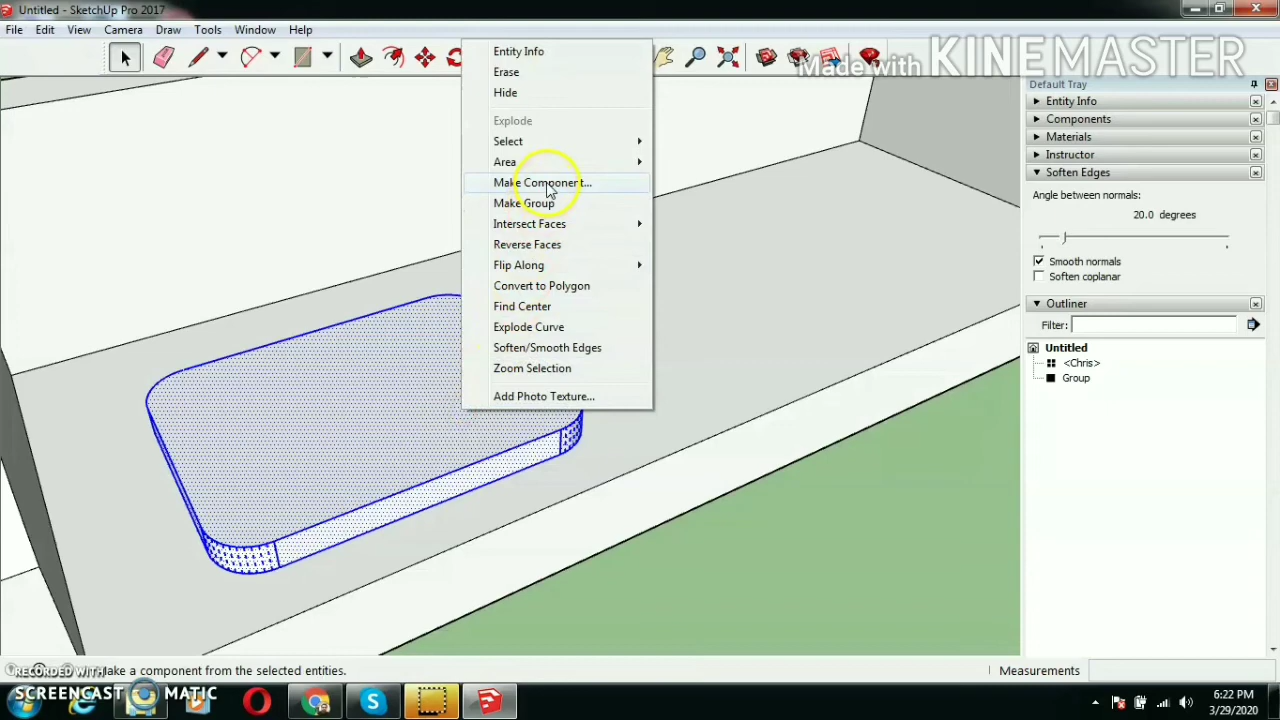 Untitled - SketchUp Pro 2017
File Edit View Camera Draw Tools Window Help
Made with KINEMASTER
Entity Info
Erase
Hide
Explode
Select
Area
Make Component...
Make Group
Intersect Faces
Reverse Faces
Flip Along
Convert to Polygon
Find Center
Explode Curve
Soften/Smooth Edges
Zoom Selection
Add Photo Texture...
Default Tray
Entity Info
Components
Materials
Instructor
Soften Edges
Angle between normals:
20.0 degrees
Smooth normals
Soften coplanar
Outliner
Filter:
Untitled
<Chris>
Group
ake a component from the selected entities.
Measurements
RECORDED WITH
SCREENCAST MATIC
6:22 PM
3/29/2020